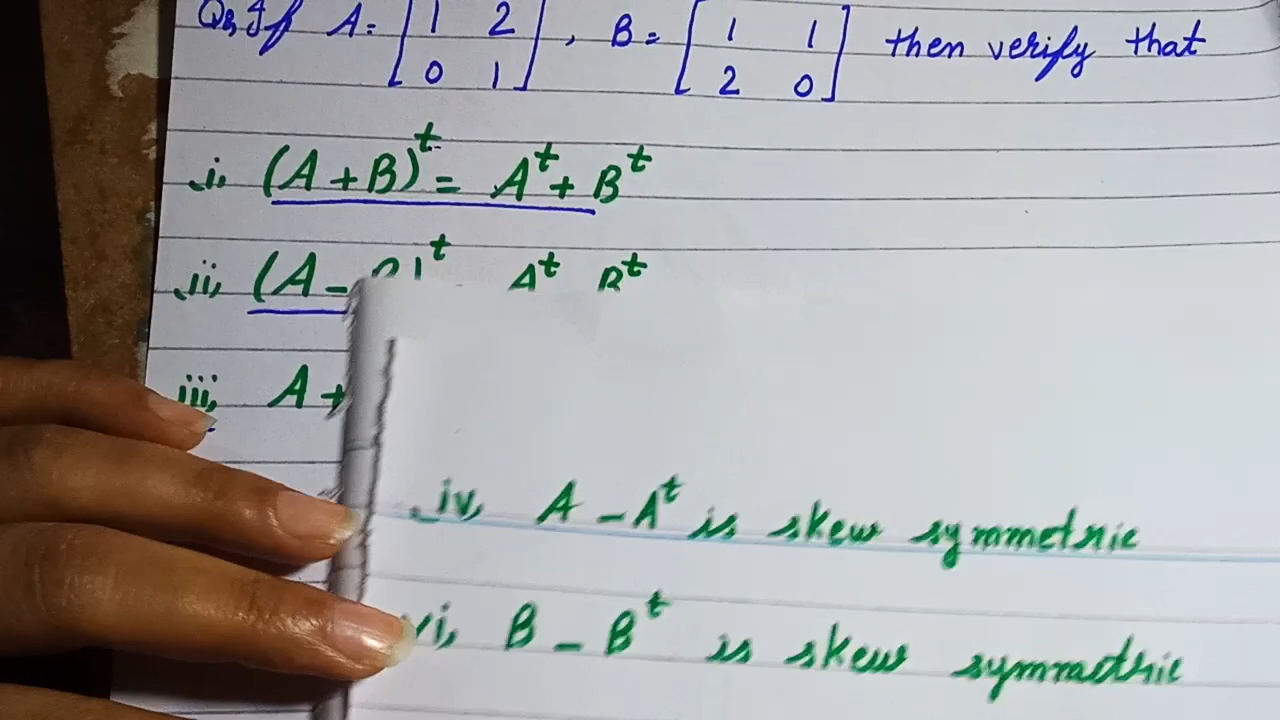 Q8, If A = [1 2 0 1], B = [1 1 2 0] then verify that
i, (A + B)^t = A^t + B^t
ii, (A - B)^t A^t B^t
iii, A +
iv, A - A^t is skew symmetric
vi, B - B^t is skew symmetric